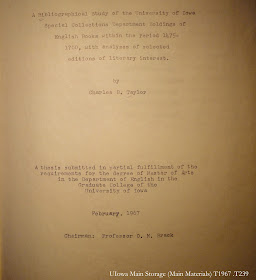 A Bibliographical Study of the University of Iowa
Special Collections Department Holdings of
English Books within the Period 1475-
1700, with analyses of selected
editions of literary interest.
by
Charles H. Taylor
A thesis submitted in partial fulfillment of the
requirements for the degree of Master of Arts
in the Department of English in the
Graduate College of the
University of Iowa
February, 1967
Chairman: Professor O. M. Brack
UIowa Main Storage (Main Materials) T1967 .T239